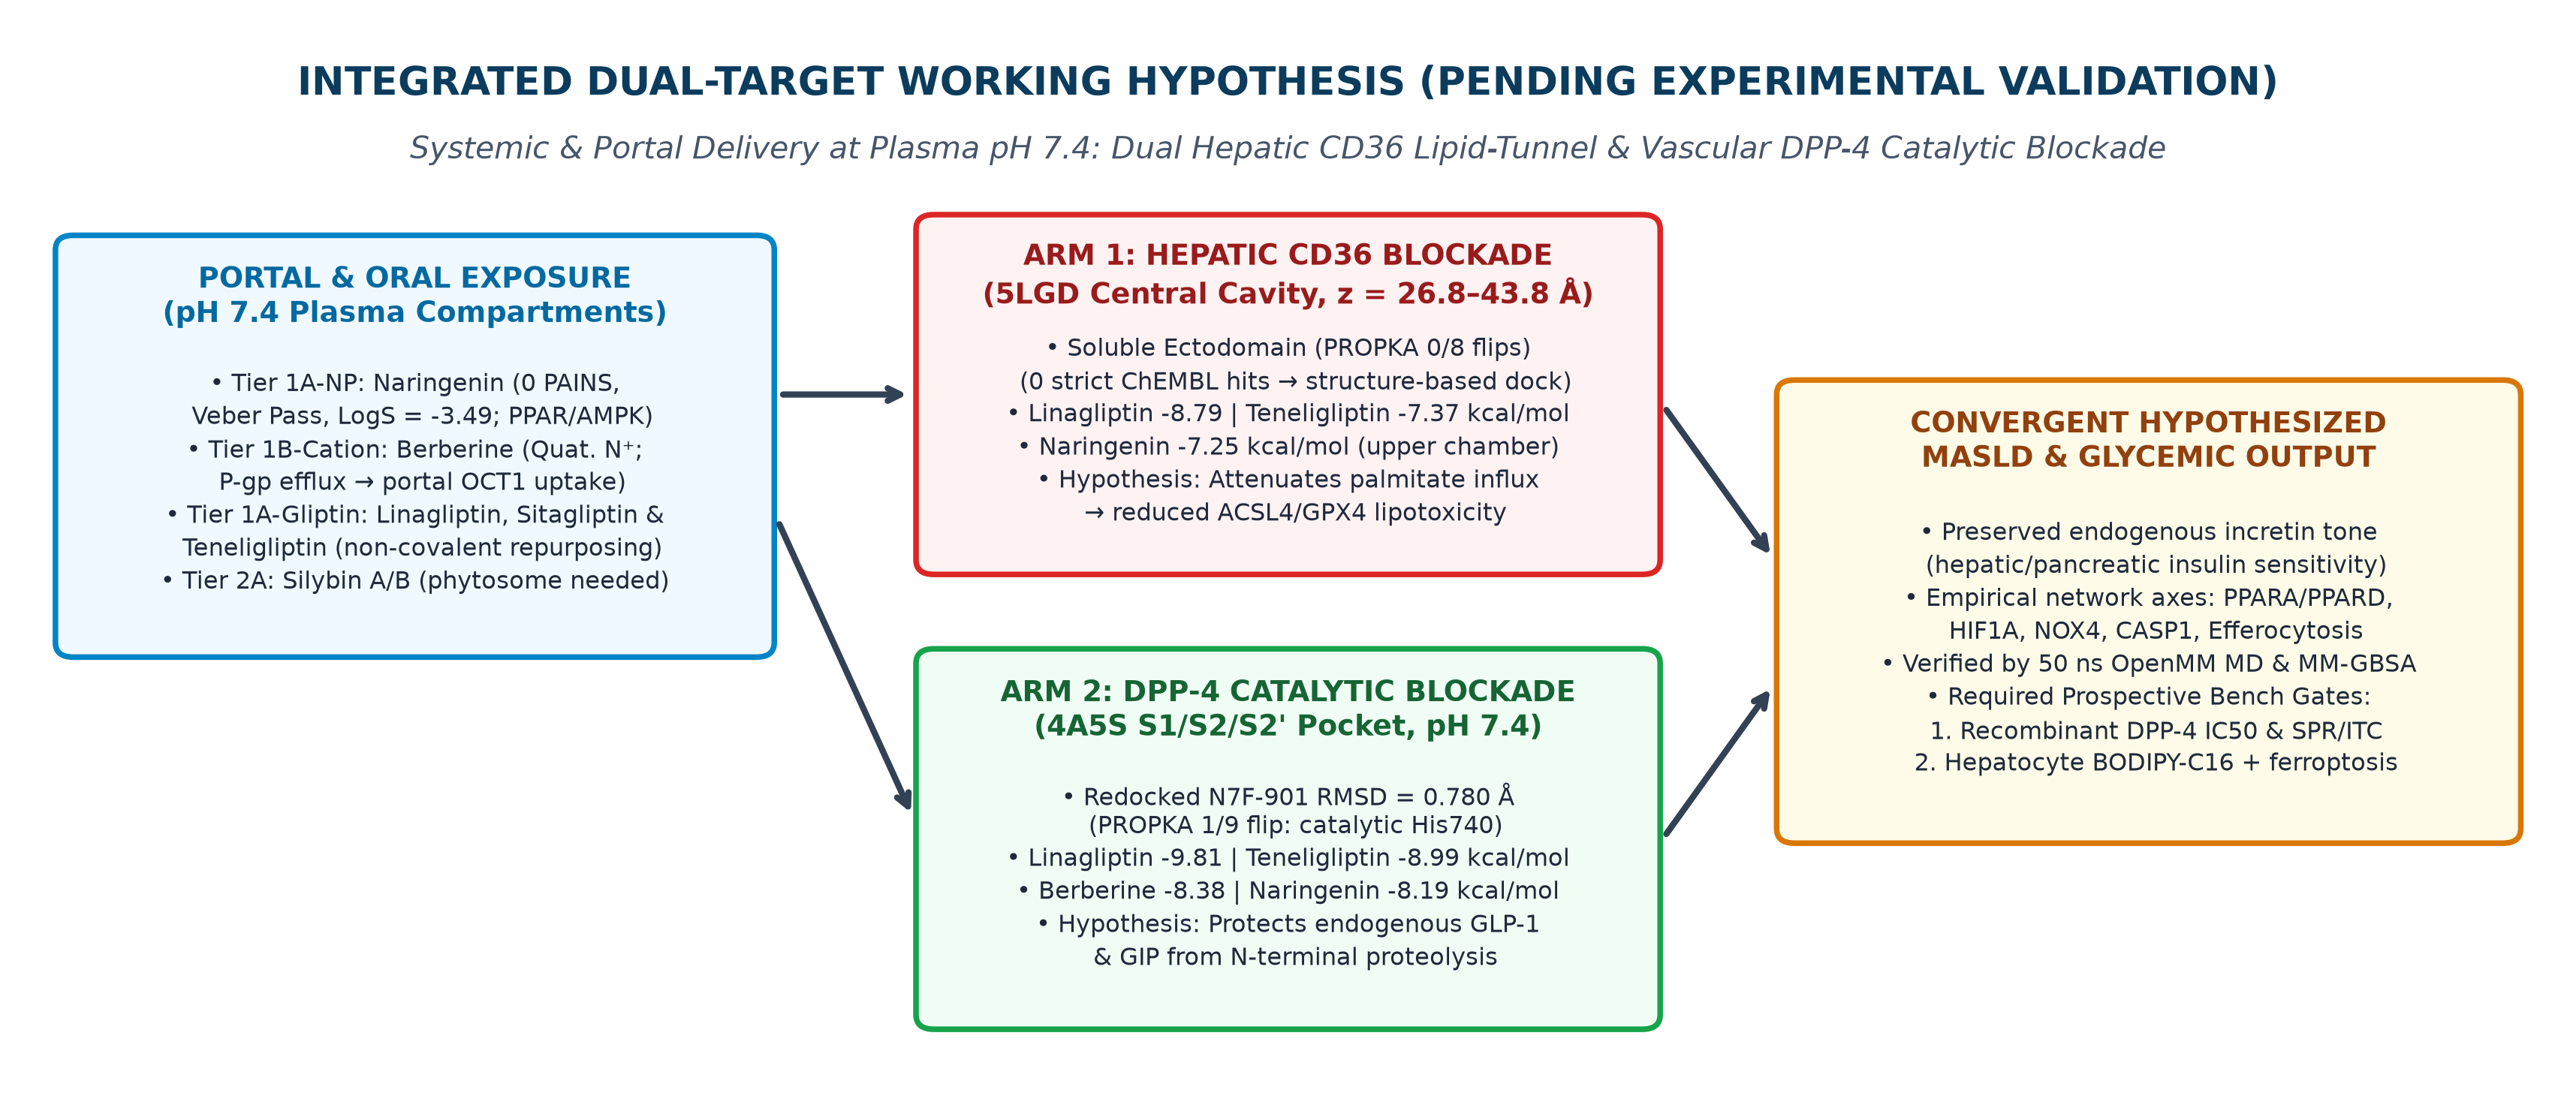 INTEGRATED DUAL-TARGET WORKING HYPOTHESIS (PENDING EXPERIMENTAL VALIDATION)
Systemic & Portal Delivery at Plasma pH 7.4: Dual Hepatic CD36 Lipid-Tunnel & Vascular DPP-4 Catalytic Blockade
PORTAL & ORAL EXPOSURE
(pH 7.4 Plasma Compartments)
• Tier 1A-NP: Naringenin (0 PAINS,
Veber Pass, LogS = -3.49; PPAR/AMPK)
• Tier 1B-Cation: Berberine (Quat. N⁺;
P-gp efflux → portal OCT1 uptake)
• Tier 1A-Gliptin: Linagliptin, Sitagliptin &
Teneligliptin (non-covalent repurposing)
• Tier 2A: Silybin A/B (phytosome needed)
ARM 1: HEPATIC CD36 BLOCKADE
(5LGD Central Cavity, z = 26.8–43.8 Å)
• Soluble Ectodomain (PROPKA 0/8 flips)
(0 strict ChEMBL hits → structure-based dock)
• Linagliptin -8.79 | Teneligliptin -7.37 kcal/mol
• Naringenin -7.25 kcal/mol (upper chamber)
• Hypothesis: Attenuates palmitate influx
→ reduced ACSL4/GPX4 lipotoxicity
ARM 2: DPP-4 CATALYTIC BLOCKADE
(4A5S S1/S2/S2' Pocket, pH 7.4)
• Redocked N7F-901 RMSD = 0.780 Å
(PROPKA 1/9 flip: catalytic His740)
• Linagliptin -9.81 | Teneligliptin -8.99 kcal/mol
• Berberine -8.38 | Naringenin -8.19 kcal/mol
• Hypothesis: Protects endogenous GLP-1
& GIP from N-terminal proteolysis
CONVERGENT HYPOTHESIZED
MASLD & GLYCEMIC OUTPUT
• Preserved endogenous incretin tone
(hepatic/pancreatic insulin sensitivity)
• Empirical network axes: PPARA/PPARD,
HIF1A, NOX4, CASP1, Efferocytosis
• Verified by 50 ns OpenMM MD & MM-GBSA
• Required Prospective Bench Gates:
1. Recombinant DPP-4 IC50 & SPR/ITC
2. Hepatocyte BODIPY-C16 + ferroptosis